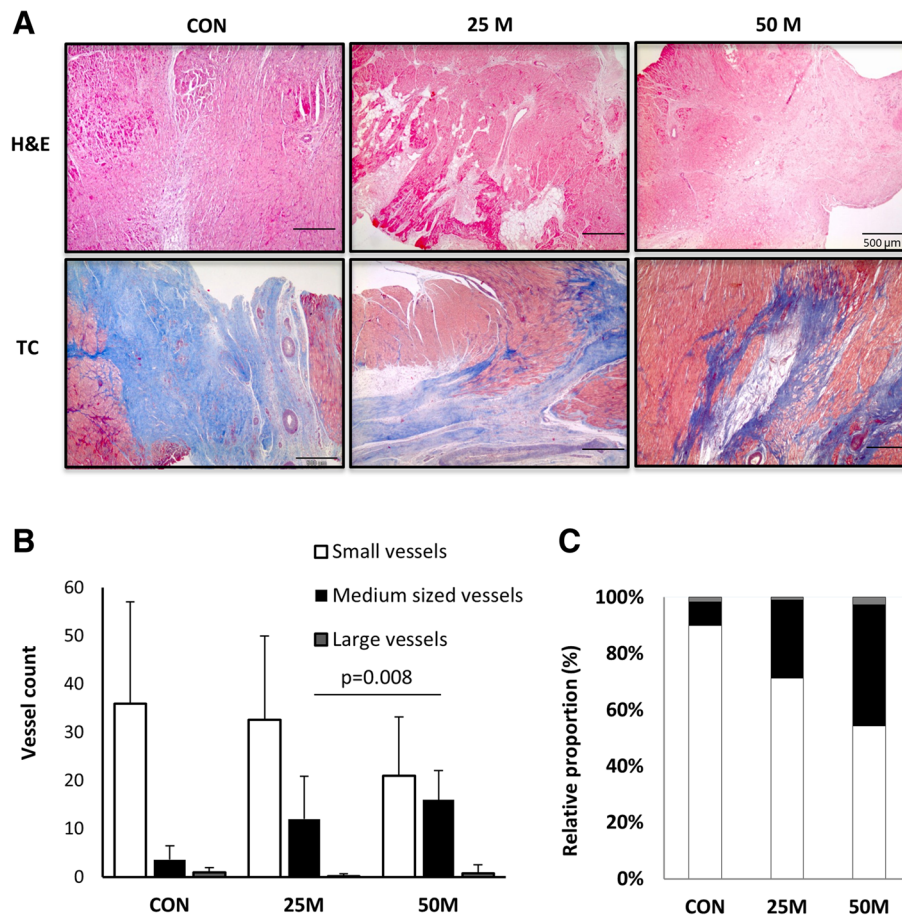 A
CON
25 M
50 M
H&E
500 µm
TC
B
Small vessels
Medium sized vessels
Large vessels
p=0.008
Vessel count
60
50
40
30
20
10
0
CON
25M
50M
C
Relative proportion (%)
100%
80%
60%
40%
20%
0%
CON
25M
50M